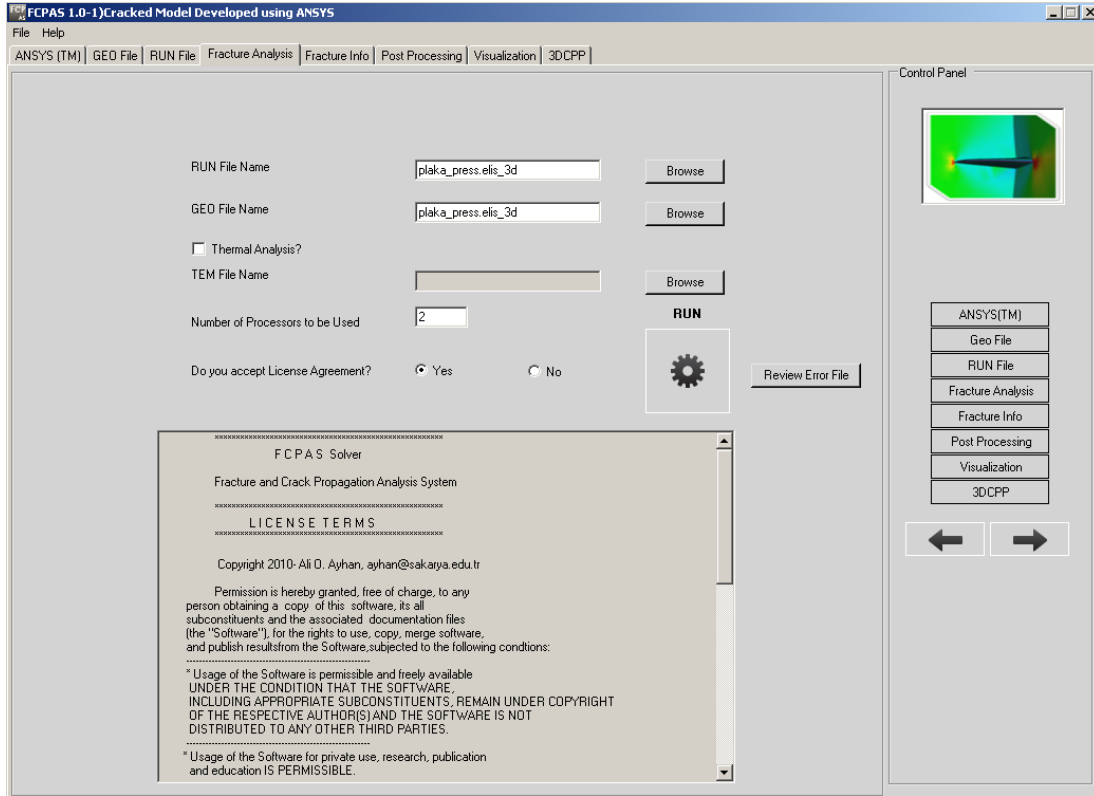 FCP AS FCPAS 1.0-1)Cracked Model Developed using ANSYS
File Help
ANSYS (TM) GEO File RUN File Fracture Analysis Fracture Info Post Processing Visualization 3DCPP
Control Panel
RUN File Name plaka_press.elis_3d Browse
GEO File Name plaka_press.elis_3d Browse
Thermal Analysis?
TEM File Name Browse
Number of Processors to be Used 2 RUN
Do you accept License Agreement? Yes No Review Error File
************************************************************
F C P A S Solver
Fracture and Crack Propagation Analysis System
************************************************************
L I C E N S E T E R M S
************************************************************
Copyright 2010- Ali O. Ayhan, ayhan@sakarya.edu.tr
Permission is hereby granted, free of charge, to any
person obtaining a copy of this software, its all
subconstituents and the associated documentation files
(the "Software"), for the rights to use, copy, merge software,
and publish resultsfrom the Software,subjected to the following condtions:
------------------------------------------------------------
* Usage of the Software is permissible and freely available
UNDER THE CONDITION THAT THE SOFTWARE,
INCLUDING APPROPRIATE SUBCONSTITUENTS, REMAIN UNDER COPYRIGHT
OF THE RESPECTIVE AUTHOR(S) AND THE SOFTWARE IS NOT
DISTRIBUTED TO ANY OTHER THIRD PARTIES.
------------------------------------------------------------
* Usage of the Software for private use, research, publication
and education IS PERMISSIBLE.
ANSYS(TM)
Geo File
RUN File
Fracture Analysis
Fracture Info
Post Processing
Visualization
3DCPP